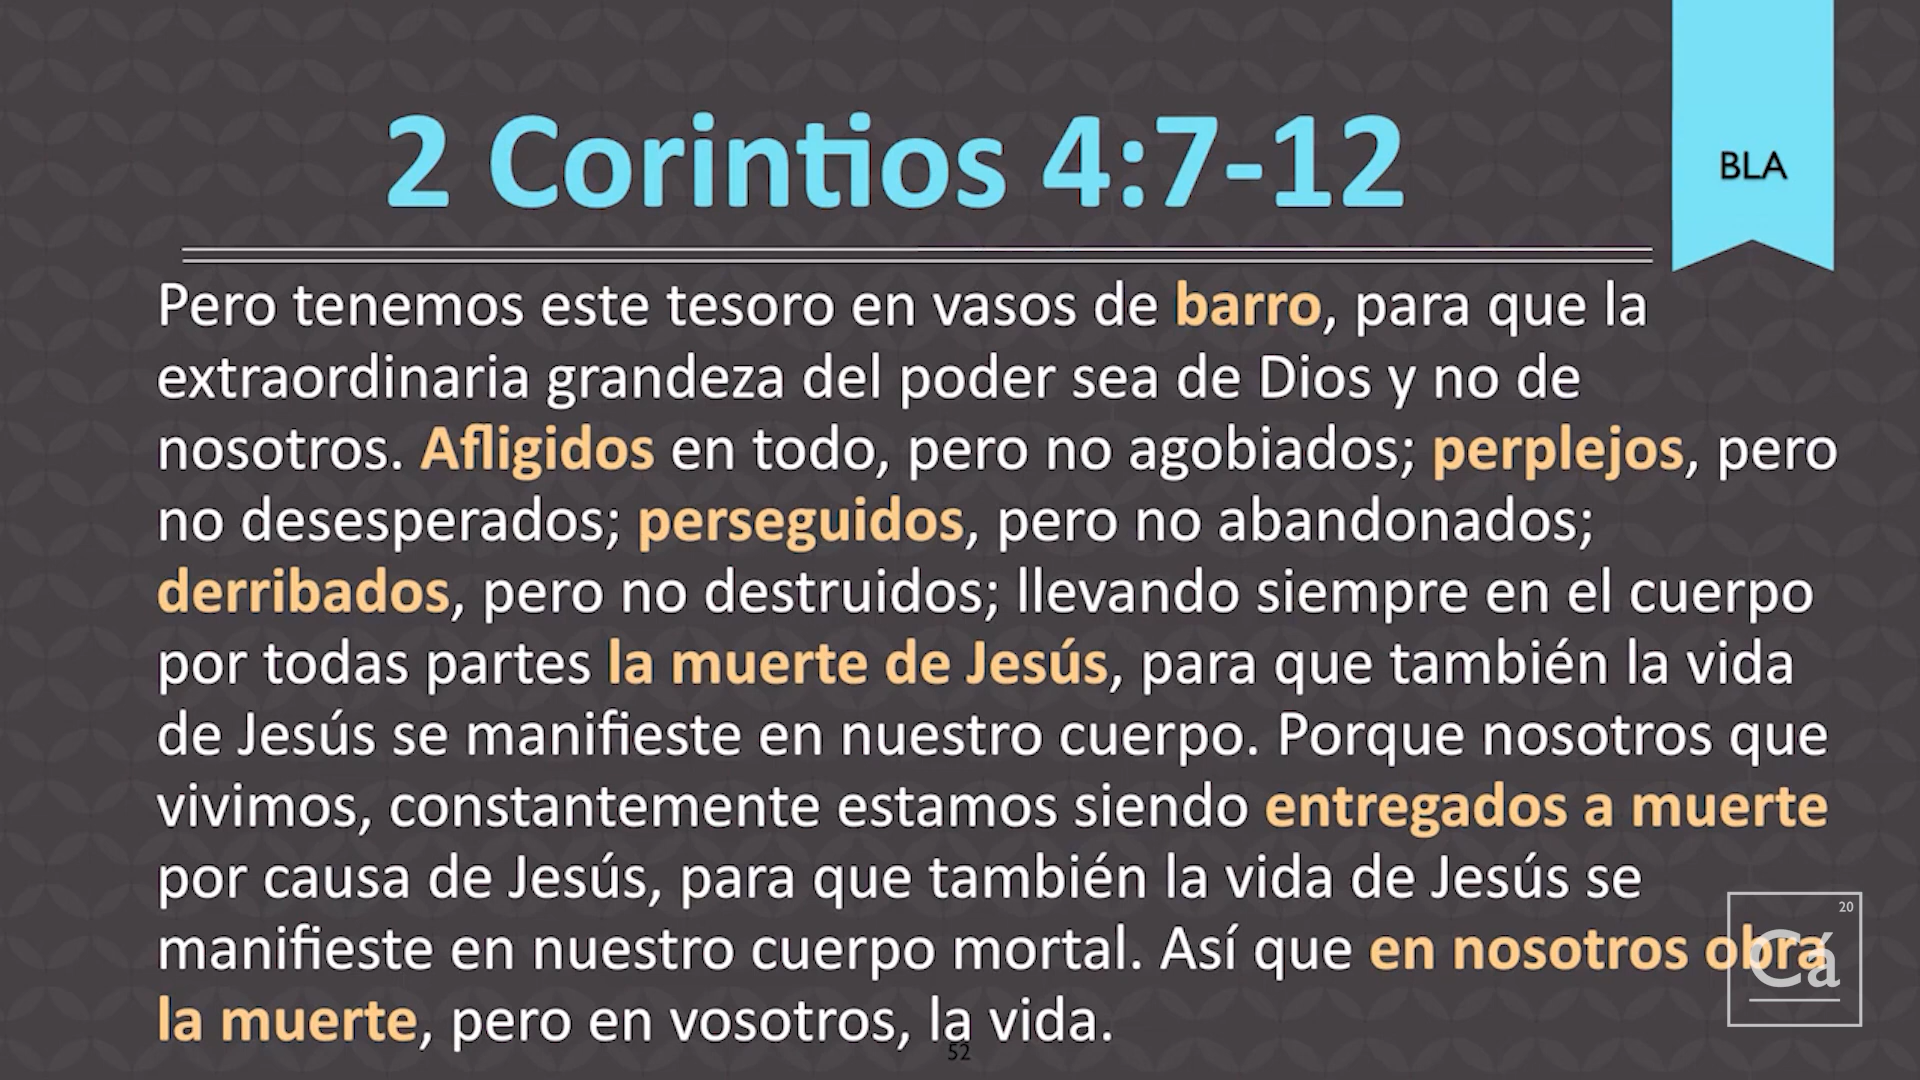 2 Corintios 4:7-12
BLA
Pero tenemos este tesoro en vasos de barro, para que la
extraordinaria grandeza del poder sea de Dios y no de
nosotros. Afligidos en todo, pero no agobiados; perplejos, pero
no desesperados; perseguidos, pero no abandonados;
derribados, pero no destruidos; llevando siempre en el cuerpo
por todas partes la muerte de Jesús, para que también la vida
de Jesús se manifieste en nuestro cuerpo. Porque nosotros que
vivimos, constantemente estamos siendo entregados a muerte
por causa de Jesús, para que también la vida de Jesús se
manifieste en nuestro cuerpo mortal. Así que en nosotros obra
la muerte, pero en vosotros, la vida.
52
20
Cá